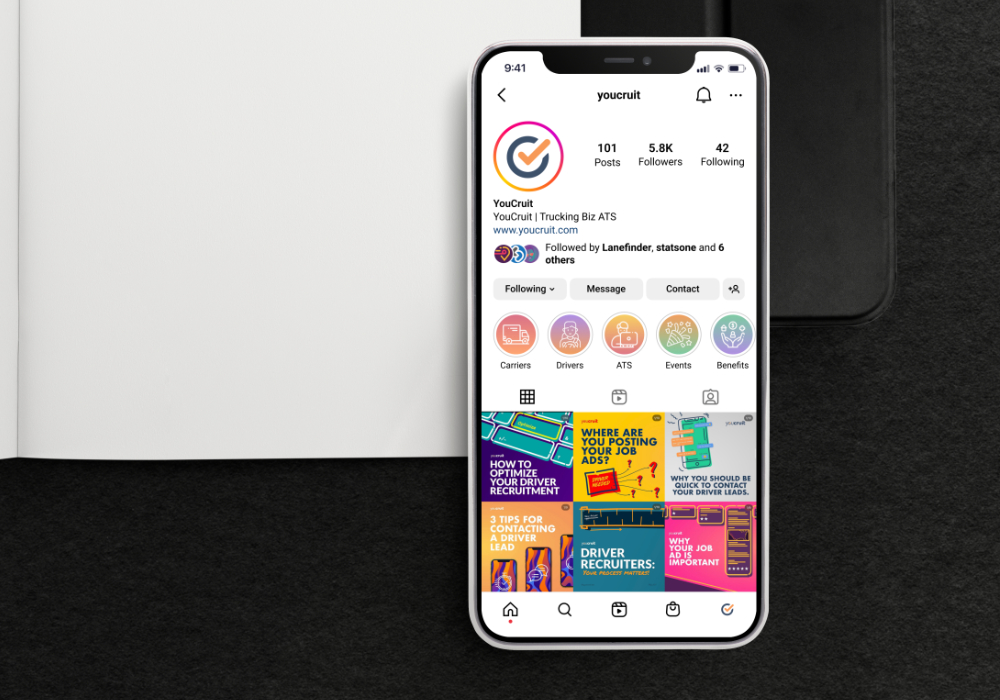 9:41
youcruit
101
5.8K
42
Posts
Followers
Following
YouCruit
YouCruit | Trucking Biz ATS
www.youcruit.com
Followed by Lanefinder, statsone and 6
others
Following
Message
Contact
Carriers
Drivers
ATS
Events
Benefits
Optimize
youcruit
HOW TO
OPTIMIZE
YOUR DRIVER
RECRUITMENT
youcruit
WHERE ARE
YOU POSTING
YOUR JOB
ADS?
DRIVER
NEEDED
youcruit
WHY YOU SHOULD BE
QUICK TO CONTACT
YOUR DRIVER LEADS.
youcruit
3 TIPS FOR
CONTACTING
A DRIVER
LEAD
youcruit
DRIVER
RECRUITERS:
YOUR PROCESS MATTERS!
youcruit
WHY
YOUR JOB
AD IS
IMPORTANT